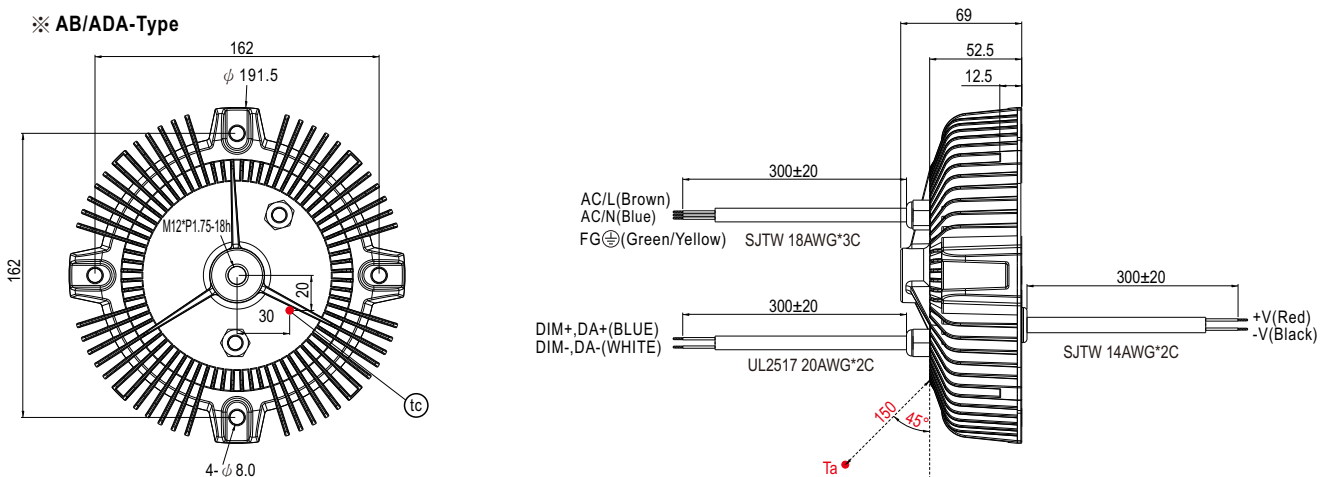 ※ AB/ADA-Type
162
ϕ 191.5
162
M12*P1.75-18h
20
30
tc
4- ϕ 8.0
69
52.5
12.5
300±20
AC/L(Brown)
AC/N(Blue)
FG⏚(Green/Yellow)
SJTW 18AWG*3C
300±20
DIM+,DA+(BLUE)
DIM-,DA-(WHITE)
UL2517 20AWG*2C
300±20
+V(Red)
-V(Black)
SJTW 14AWG*2C
150
45°
Ta